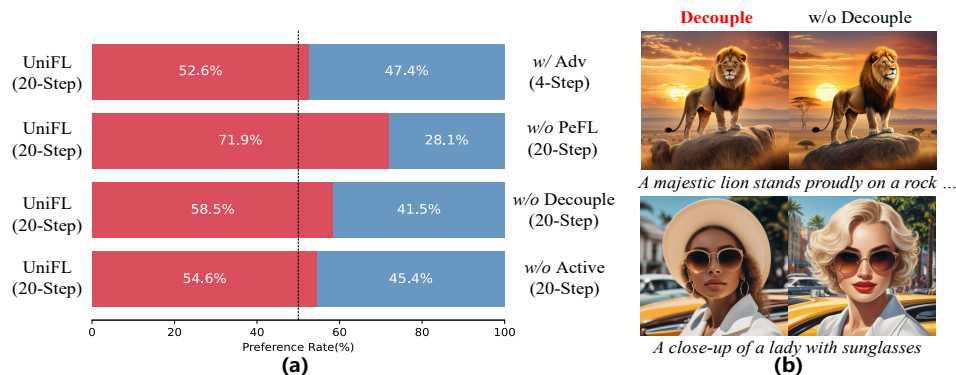 UniFL
(20-Step)
52.6%
47.4%
w/ Adv
(4-Step)
UniFL
(20-Step)
71.9%
28.1%
w/o PeFL
(20-Step)
UniFL
(20-Step)
58.5%
41.5%
w/o Decouple
(20-Step)
UniFL
(20-Step)
54.6%
45.4%
w/o Active
(20-Step)
0 20 40 60 80 100
Preference Rate(%)
(a)
Decouple w/o Decouple
A majestic lion stands proudly on a rock ...
A close-up of a lady with sunglasses
(b)